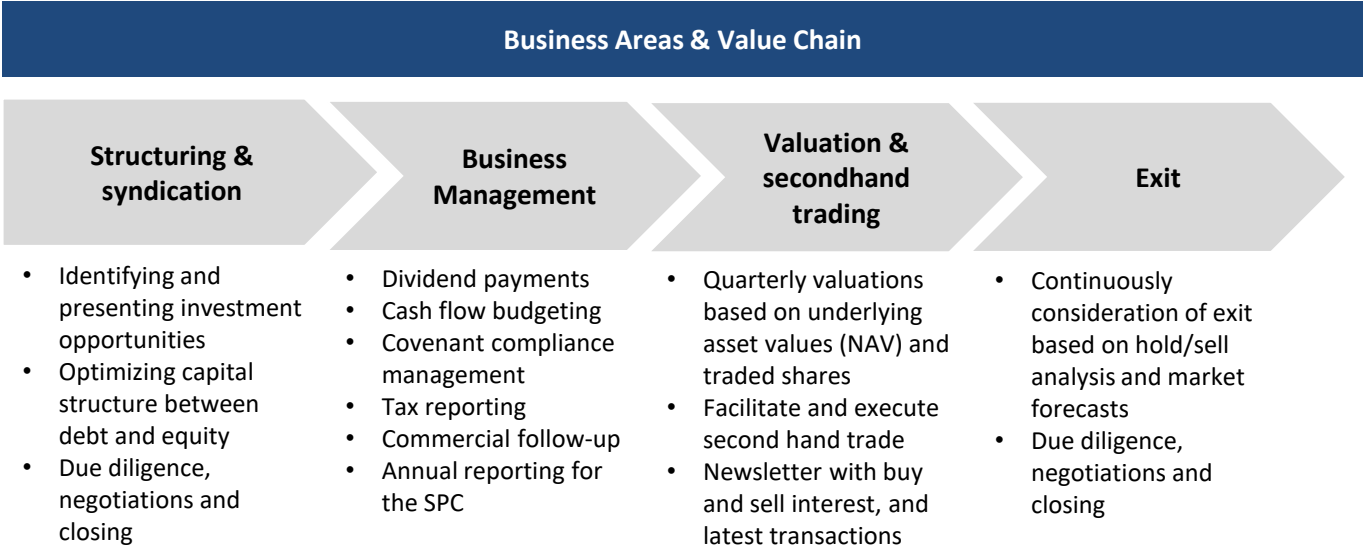 Business Areas & Value Chain
Structuring &
syndication
Business
Management
Valuation &
secondhand
trading
Exit
• Identifying and
presenting investment
opportunities
• Optimizing capital
structure between
debt and equity
• Due diligence,
negotiations and
closing
• Dividend payments
• Cash flow budgeting
• Covenant compliance
management
• Tax reporting
• Commercial follow-up
• Annual reporting for
the SPC
• Quarterly valuations
based on underlying
asset values (NAV) and
traded shares
• Facilitate and execute
second hand trade
• Newsletter with buy
and sell interest, and
latest transactions
• Continuously
consideration of exit
based on hold/sell
analysis and market
forecasts
• Due diligence,
negotiations and
closing